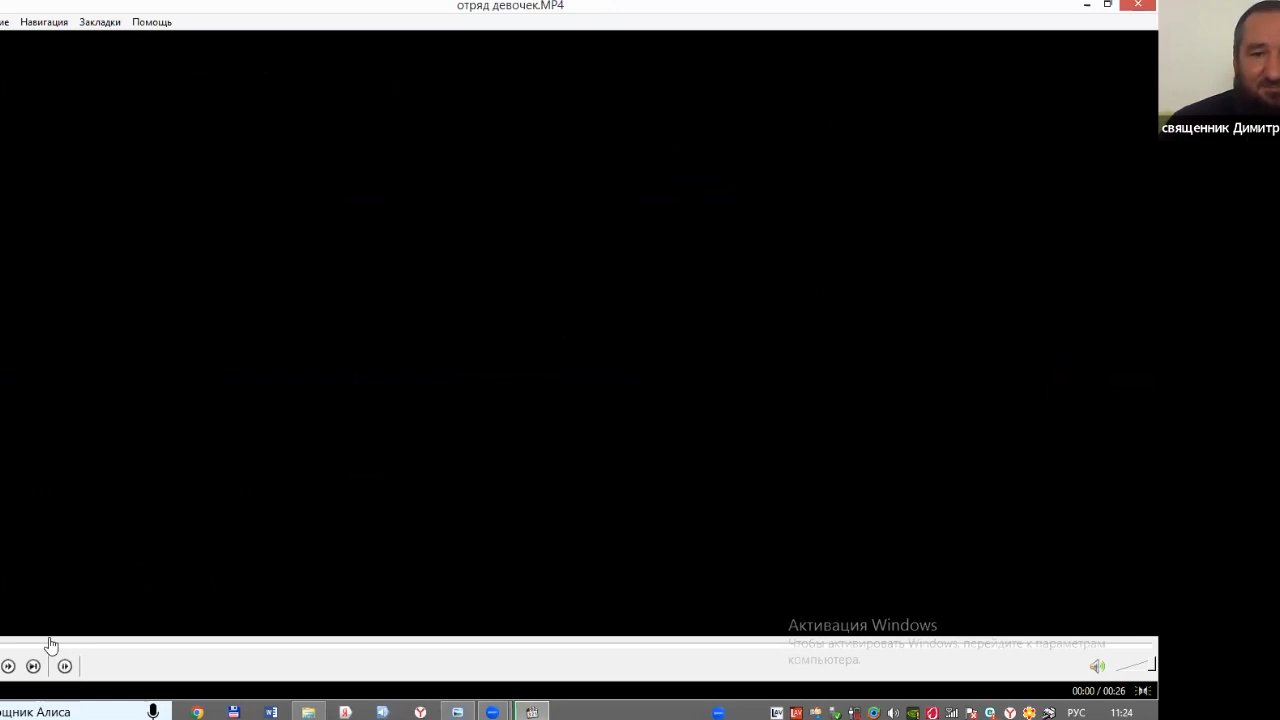 отряд девочек.MP4
ие Навигация Закладки Помощь
священник Димитр
Активация Windows
Чтобы активировать Windows, перейдите к параметрам
компьютера.
00:00 / 00:26
ощник Алиса
РУС 11:24